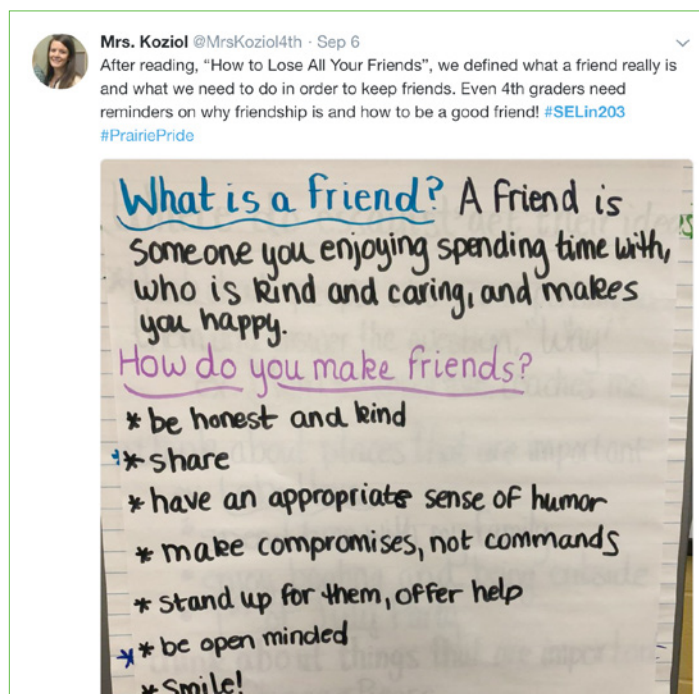 Mrs. Koziol @MrsKoziol4th · Sep 6
After reading, “How to Lose All Your Friends”, we defined what a friend really is
and what we need to do in order to keep friends. Even 4th graders need
reminders on why friendship is and how to be a good friend! #SELin203
#PrairiePride
What is a friend? A friend is
someone you enjoying spending time with,
who is kind and caring, and makes
you happy.
How do you make friends?
* be honest and kind
* share
* have an appropriate sense of humor
* make compromises, not commands
* stand up for them, offer help
* be open minded
* Smile!